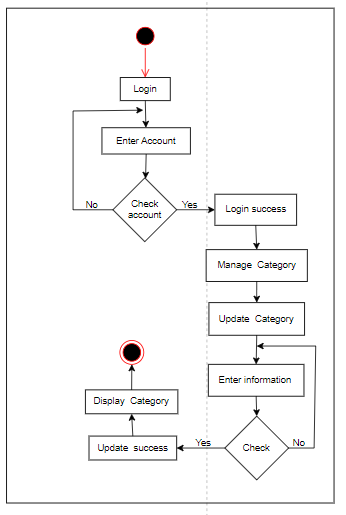 Login
Enter Account
Check
account
No
Yes
Login success
Manage Category
Update Category
Enter information
Check
No
Yes
Update success
Display Category